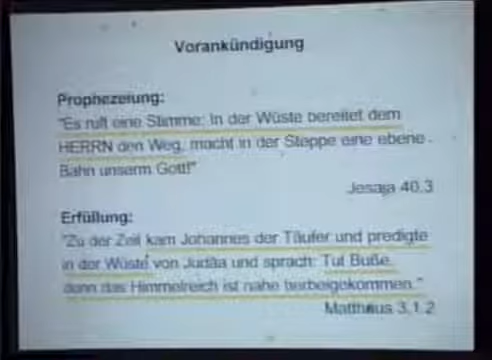 Vorankündigung
Prophezeiung:
"Es ruft eine Stimme: In der Wüste bereitet dem
HERRN den Weg, macht in der Steppe eine ebene
Bahn unserm Gott!"
Jesaja 40.3
Erfüllung:
"Zu der Zeit kam Johannes der Täufer und predigte
in der Wüste von Judäa und sprach: Tut Buße,
denn das Himmelreich ist nahe herbeigekommen."
Matthäus 3.1.2